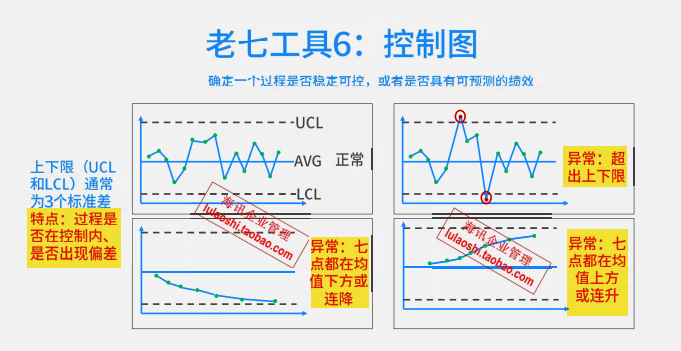 老七工具6：控制图
确定一个过程是否稳定可控，或者是否具有可预测的绩效
上下限（UCL
和LCL）通常
为3个标准差
特点：过程是
否在控制内、
是否出现偏差
UCL
AVG 正常
LCL
异常：超
出上下限
海讯企业管理
lulaoshi.taobao.com
异常：七
点都在均
值下方或
连降
海讯企业管理
lulaoshi.taobao.com
异常：七
点都在均
值上方
或连升